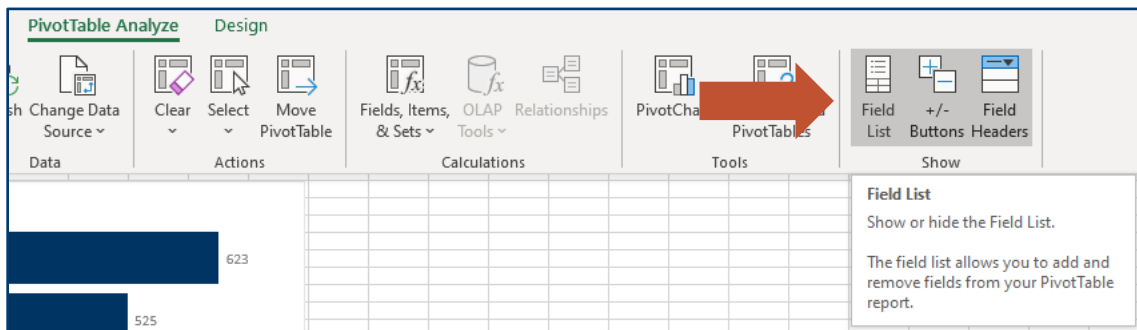 PivotTable Analyze Design
sh Change Data Source
Clear
Select
Move PivotTable
Fields, Items, & Sets
OLAP Tools
Relationships
PivotCha
PivotTables
Field List
+/- Buttons
Field Headers
Data
Actions
Calculations
Tools
Show
Field List
Show or hide the Field List.
The field list allows you to add and
remove fields from your PivotTable
report.
623
525